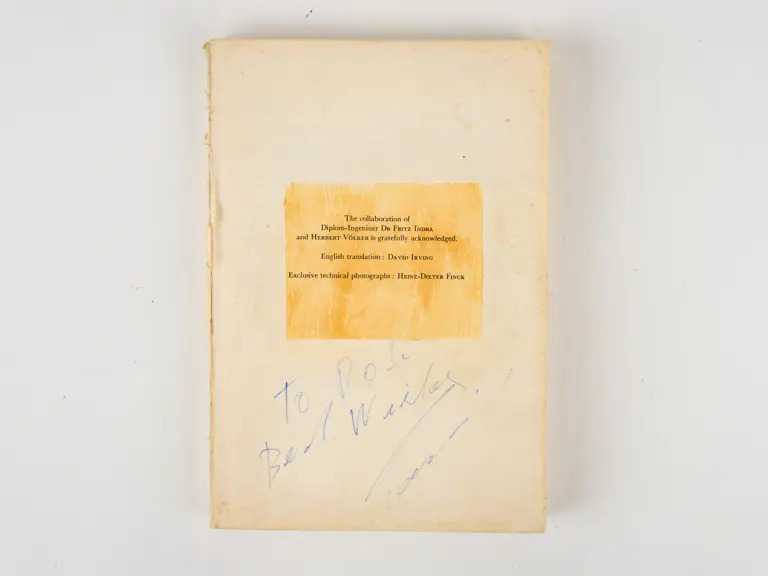 The collaboration of
Diplom-Ingeniner DR FRITZ INDRA
and HERBERT VÖLKER is gratefully acknowledged.
English translation : DAVID IRVING
Exclusive technical photographs : HEINZ-DIETER FINCK
To
Best Wishes